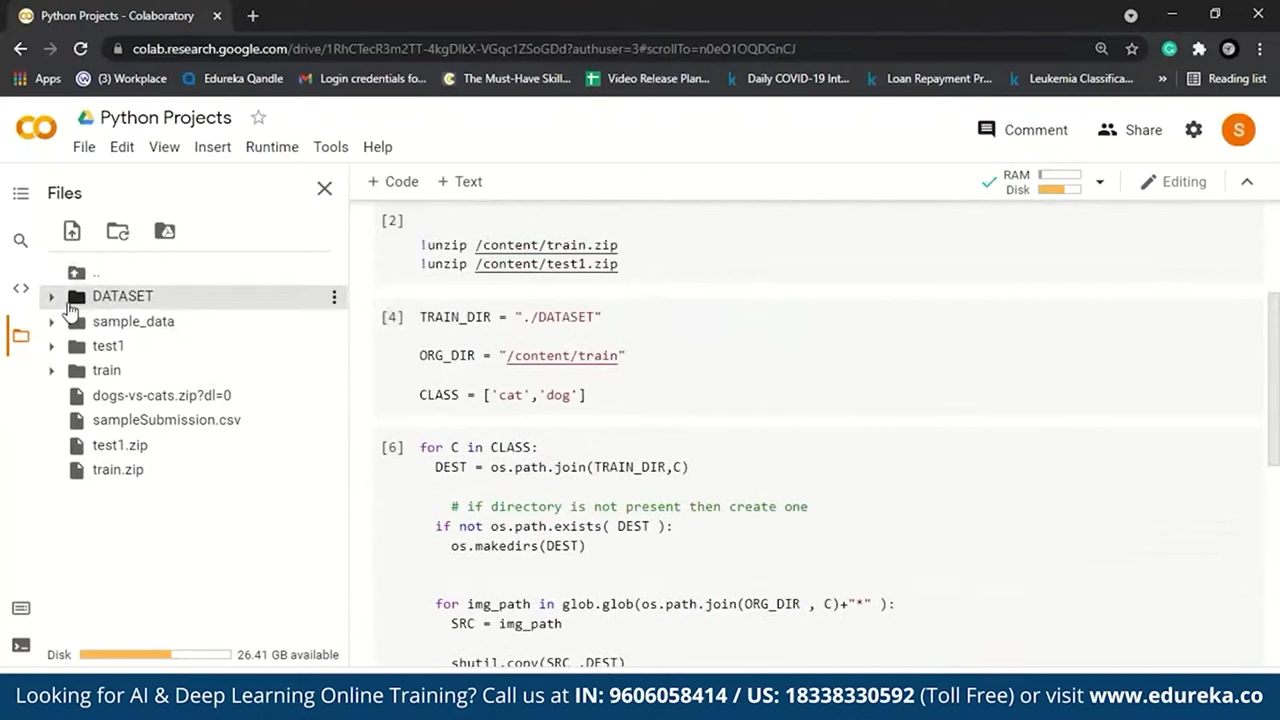 Python Projects - Colaboratory
colab.research.google.com/drive/1RhCTecR3m2TT-4kgDlkX-VGqc1ZSoGDd?authuser=3#scrollTo=n0eO1OQDGnCJ
Apps
(3) Workplace
Edureka Qandle
Login credentials fo...
The Must-Have Skil...
Video Release Plan...
Daily COVID-19 Int...
Loan Repayment Pr...
Leukemia Classifica...
»
Reading list
Python Projects
Comment
Share
S
File Edit View Insert Runtime Tools Help
Files
+ Code + Text
RAM
Disk
Editing
..
DATASET
sample_data
test1
train
dogs-vs-cats.zip?dl=0
sampleSubmission.csv
test1.zip
train.zip
Disk 26.41 GB available
[2]
!unzip /content/train.zip
!unzip /content/test1.zip
[4] TRAIN_DIR = "./DATASET"
ORG_DIR = "/content/train"
CLASS = ['cat','dog']
[6] for C in CLASS:
DEST = os.path.join(TRAIN_DIR,C)
# if directory is not present then create one
if not os.path.exists( DEST ):
os.makedirs(DEST)
for img_path in glob.glob(os.path.join(ORG_DIR , C)+"*" ):
SRC = img_path
shutil.copy(SRC ,DEST)
Looking for AI & Deep Learning Online Training? Call us at IN: 9606058414 / US: 18338330592 (Toll Free) or visit www.edureka.co